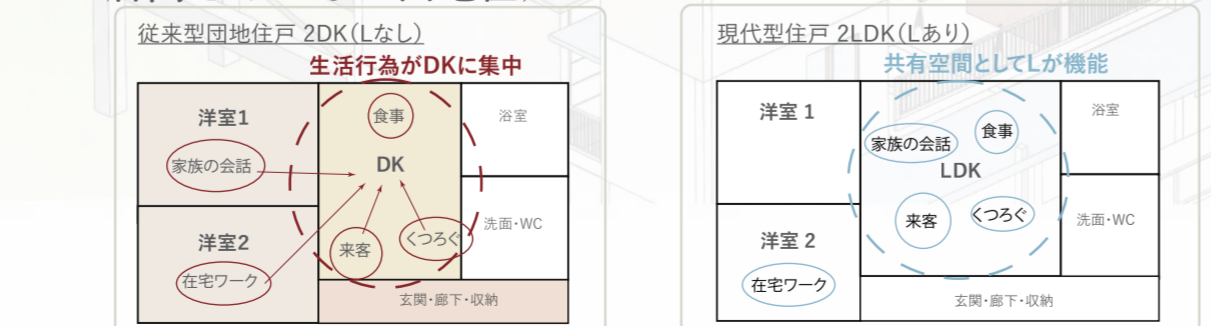 従来型団地住戸 2DK(Lなし)
生活行為がDKに集中
洋室1
家族の会話
洋室2
在宅ワーク
食事
DK
来客
くつろぐ
浴室
洗面・WC
玄関・廊下・収納
現代型住戸 2LDK(Lあり)
共有空間としてLが機能
洋室 1
洋室 2
在宅ワーク
家族の会話
食事
LDK
来客
くつろぐ
浴室
洗面・WC
玄関・廊下・収納